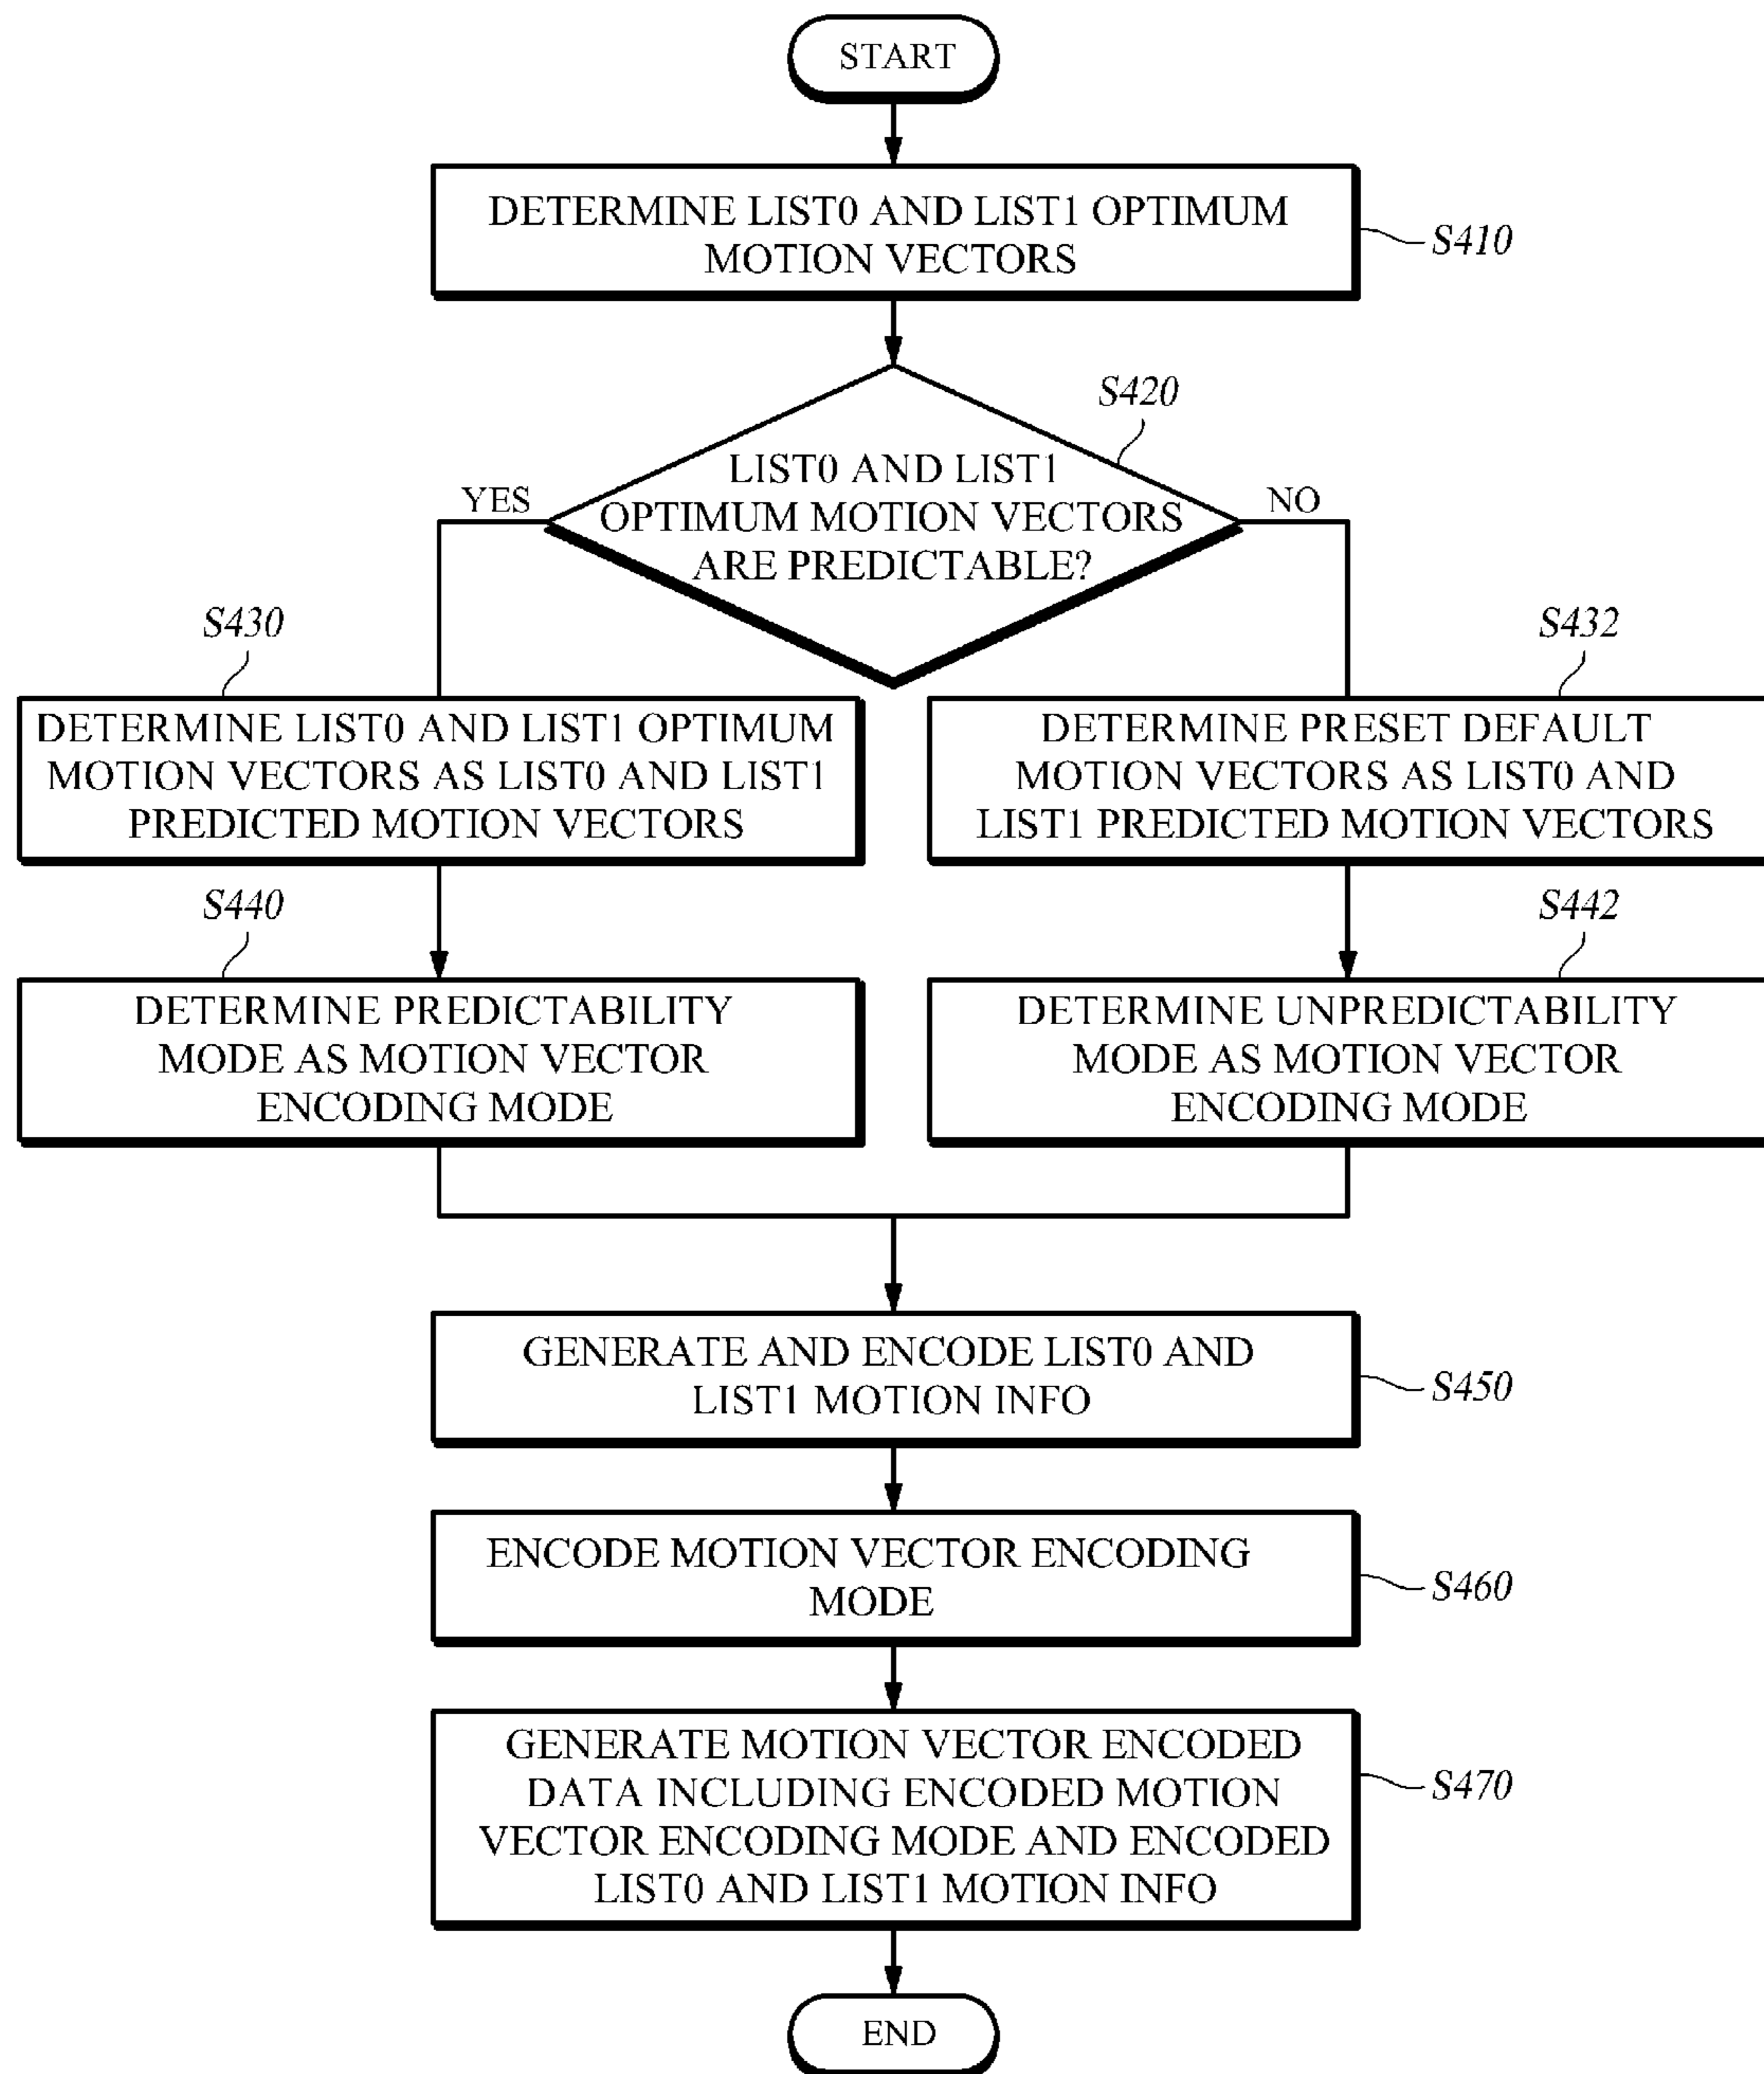 START
DETERMINE LIST0 AND LIST1 OPTIMUM
MOTION VECTORS
S410
S420
LIST0 AND LIST1
OPTIMUM MOTION VECTORS
ARE PREDICTABLE?
YES
NO
S430
DETERMINE LIST0 AND LIST1 OPTIMUM
MOTION VECTORS AS LIST0 AND LIST1
PREDICTED MOTION VECTORS
S432
DETERMINE PRESET DEFAULT
MOTION VECTORS AS LIST0 AND
LIST1 PREDICTED MOTION VECTORS
S440
DETERMINE PREDICTABILITY
MODE AS MOTION VECTOR
ENCODING MODE
S442
DETERMINE UNPREDICTABILITY
MODE AS MOTION VECTOR
ENCODING MODE
GENERATE AND ENCODE LIST0 AND
LIST1 MOTION INFO
S450
ENCODE MOTION VECTOR ENCODING
MODE
S460
GENERATE MOTION VECTOR ENCODED
DATA INCLUDING ENCODED MOTION
VECTOR ENCODING MODE AND ENCODED
LIST0 AND LIST1 MOTION INFO
S470
END